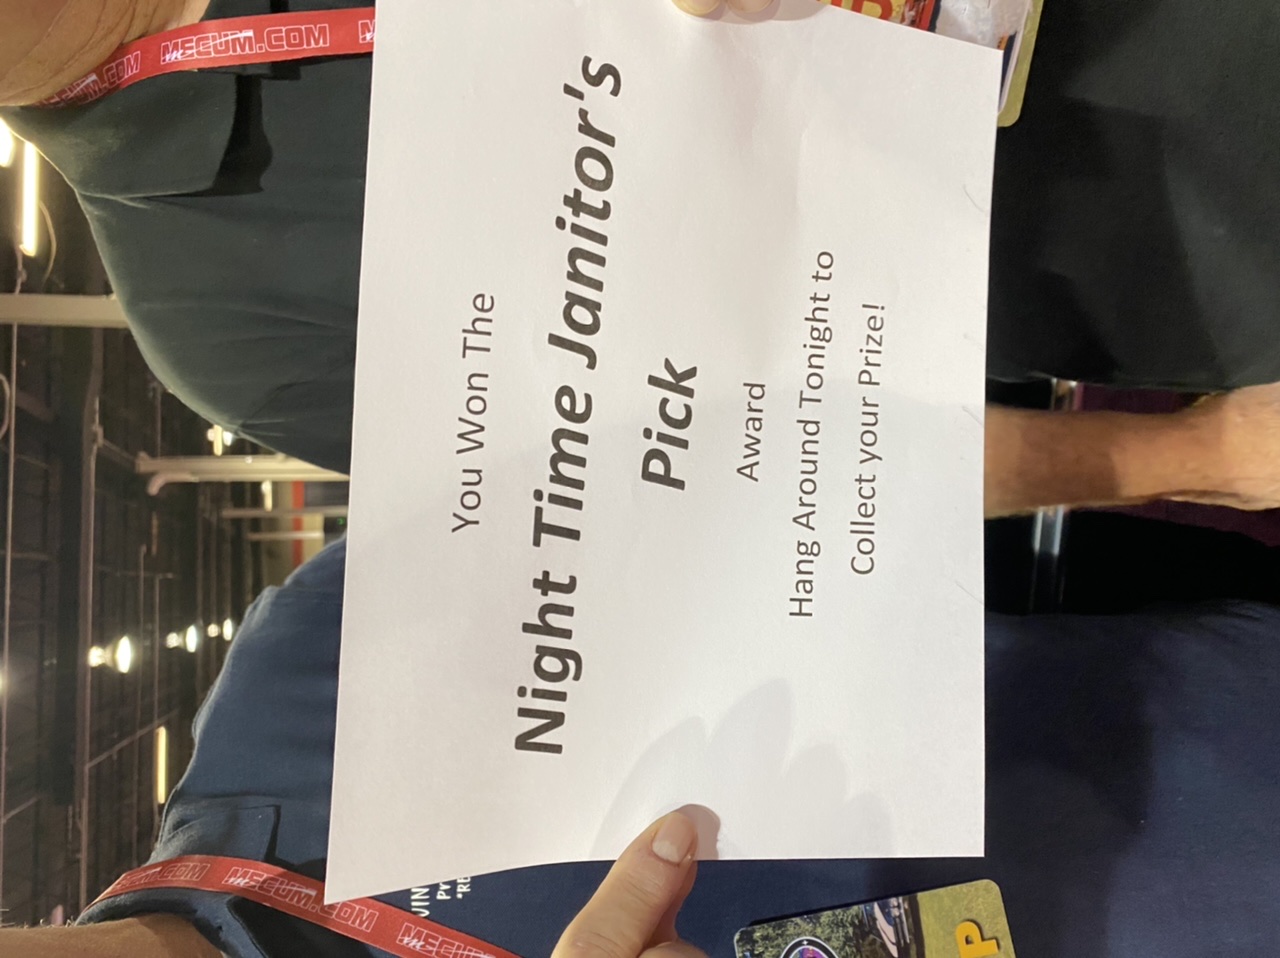 You Won The
Night Time Janitor's
Pick
Award
Hang Around Tonight to
Collect your Prize!
MECUM.COM
MECUM.COM
MECUM.COM
MECUM.COM